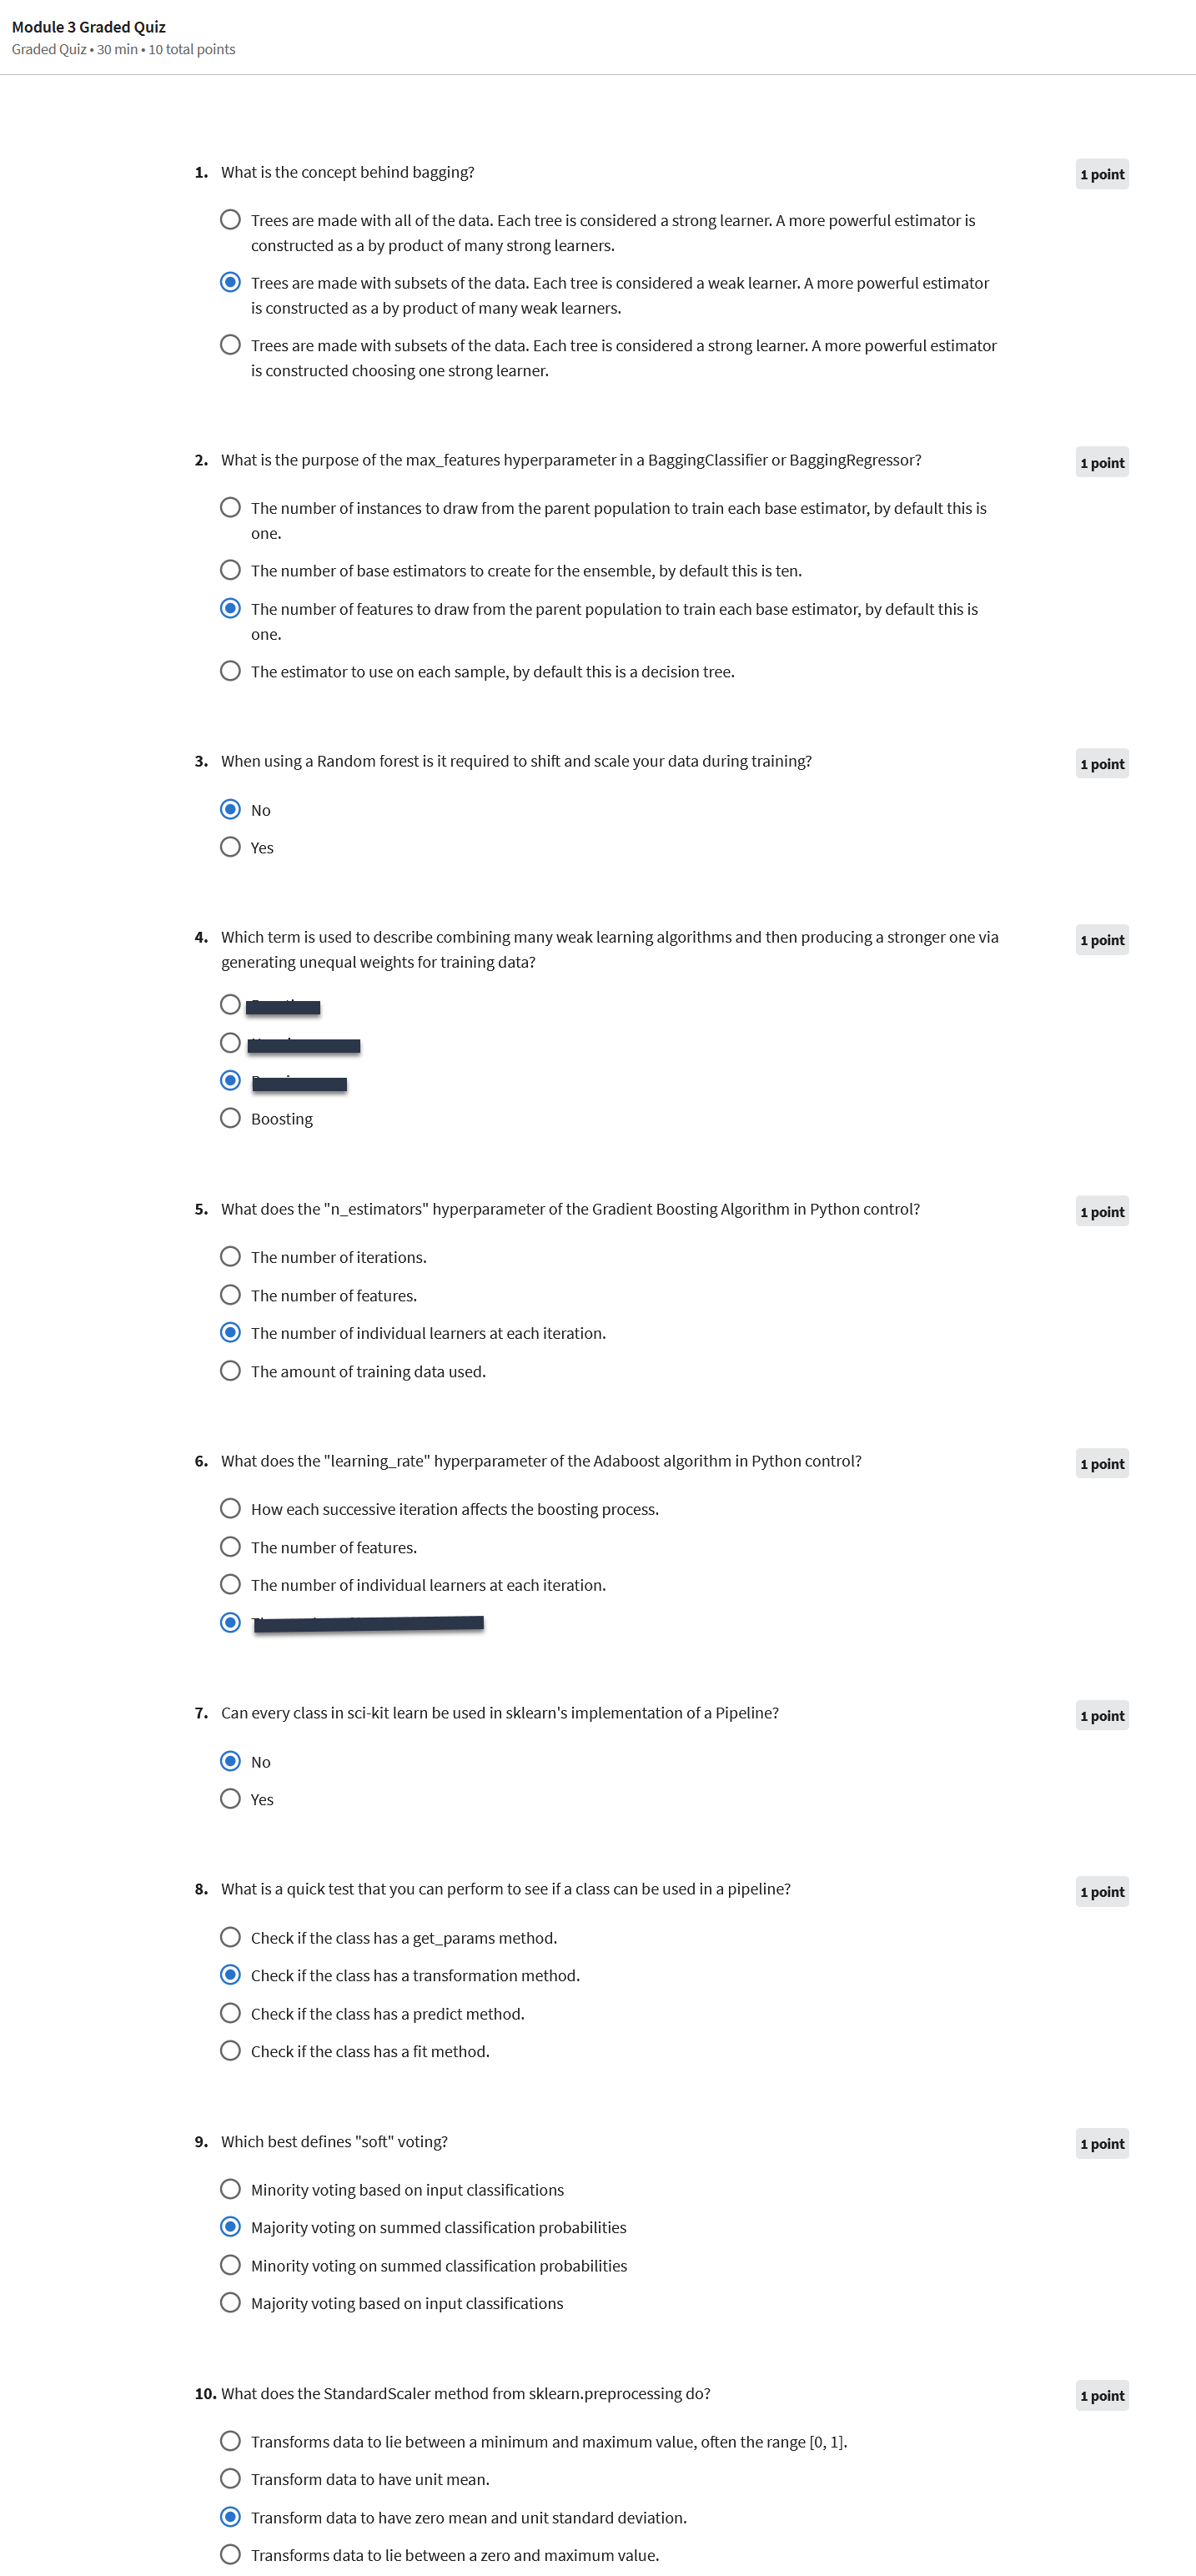 Module 3 Graded Quiz
Graded Quiz • 30 min • 10 total points
1. What is the concept behind bagging?
1 point
Trees are made with all of the data. Each tree is considered a strong learner. A more powerful estimator is
constructed as a by product of many strong learners.
Trees are made with subsets of the data. Each tree is considered a weak learner. A more powerful estimator
is constructed as a by product of many weak learners.
Trees are made with subsets of the data. Each tree is considered a strong learner. A more powerful estimator
is constructed choosing one strong learner.
2. What is the purpose of the max_features hyperparameter in a BaggingClassifier or BaggingRegressor?
1 point
The number of instances to draw from the parent population to train each base estimator, by default this is
one.
The number of base estimators to create for the ensemble, by default this is ten.
The number of features to draw from the parent population to train each base estimator, by default this is
one.
The estimator to use on each sample, by default this is a decision tree.
3. When using a Random forest is it required to shift and scale your data during training?
1 point
No
Yes
4. Which term is used to describe combining many weak learning algorithms and then producing a stronger one via
generating unequal weights for training data?
1 point
Boosting
5. What does the "n_estimators" hyperparameter of the Gradient Boosting Algorithm in Python control?
1 point
The number of iterations.
The number of features.
The number of individual learners at each iteration.
The amount of training data used.
6. What does the "learning_rate" hyperparameter of the Adaboost algorithm in Python control?
1 point
How each successive iteration affects the boosting process.
The number of features.
The number of individual learners at each iteration.
7. Can every class in sci-kit learn be used in sklearn's implementation of a Pipeline?
1 point
No
Yes
8. What is a quick test that you can perform to see if a class can be used in a pipeline?
1 point
Check if the class has a get_params method.
Check if the class has a transformation method.
Check if the class has a predict method.
Check if the class has a fit method.
9. Which best defines "soft" voting?
1 point
Minority voting based on input classifications
Majority voting on summed classification probabilities
Minority voting on summed classification probabilities
Majority voting based on input classifications
10. What does the StandardScaler method from sklearn.preprocessing do?
1 point
Transforms data to lie between a minimum and maximum value, often the range [0, 1].
Transform data to have unit mean.
Transform data to have zero mean and unit standard deviation.
Transforms data to lie between a zero and maximum value.